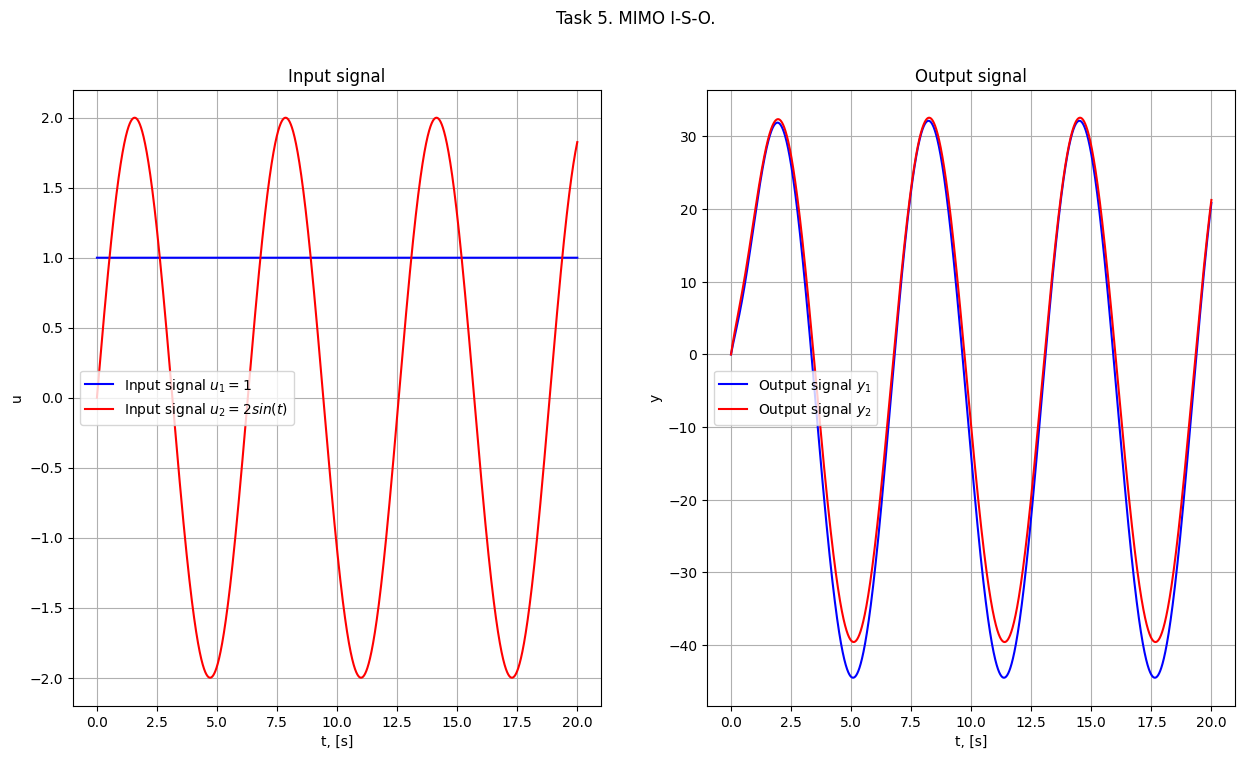 Task 5. MIMO I-S-O.
Input signal
u
2.0
1.5
1.0
0.5
0.0
−0.5
−1.0
−1.5
−2.0
Input signal u₁ = 1
Input signal u₂ = 2sin(t)
0.0 2.5 5.0 7.5 10.0 12.5 15.0 17.5 20.0
t, [s]
Output signal
y
30
20
10
0
−10
−20
−30
−40
Output signal y₁
Output signal y₂
0.0 2.5 5.0 7.5 10.0 12.5 15.0 17.5 20.0
t, [s]